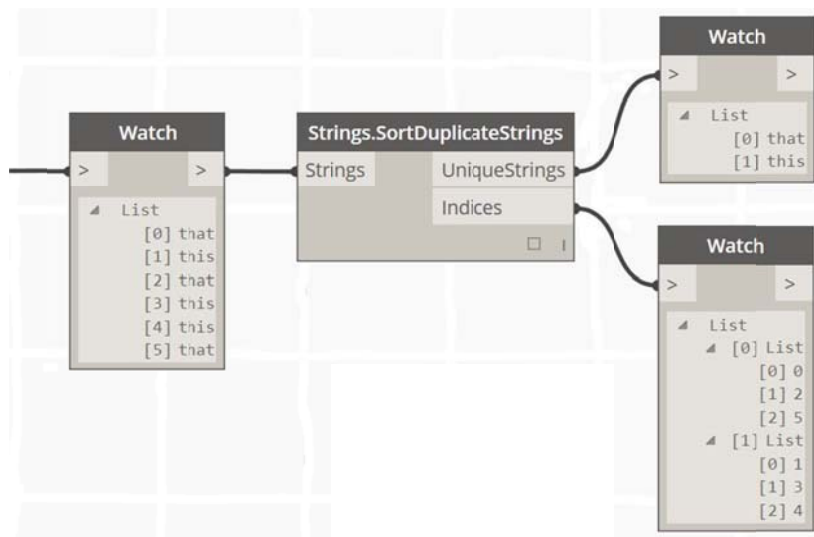 Watch
> >
List
[0] that
[1] this
[2] that
[3] this
[4] this
[5] that
Strings.SortDuplicateStrings
Strings
UniqueStrings
Indices
Watch
> >
List
[0] that
[1] this
Watch
> >
List
[0] List
[0] 0
[1] 2
[2] 5
[1] List
[0] 1
[1] 3
[2] 4